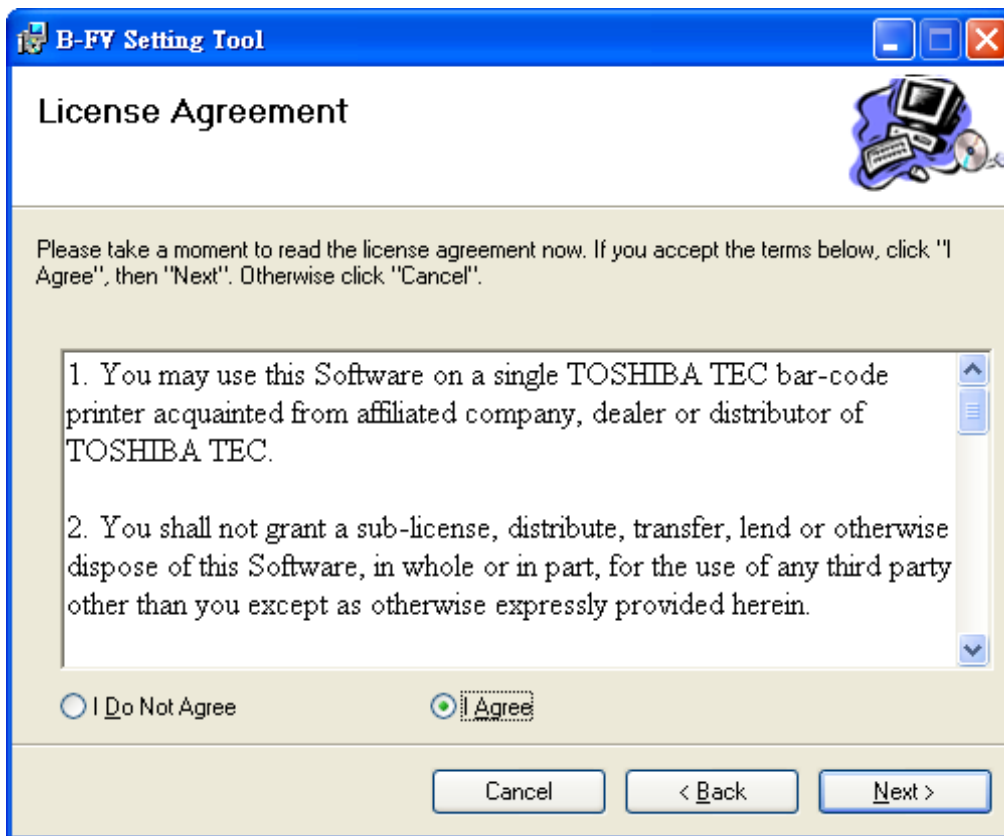 B-FV Setting Tool
License Agreement
Please take a moment to read the license agreement now. If you accept the terms below, click "I
Agree", then "Next". Otherwise click "Cancel".
1. You may use this Software on a single TOSHIBA TEC bar-code
printer acquainted from affiliated company, dealer or distributor of
TOSHIBA TEC.
2. You shall not grant a sub-license, distribute, transfer, lend or otherwise
dispose of this Software, in whole or in part, for the use of any third party
other than you except as otherwise expressly provided herein.
I Do Not Agree
I Agree
Cancel
< Back
Next >